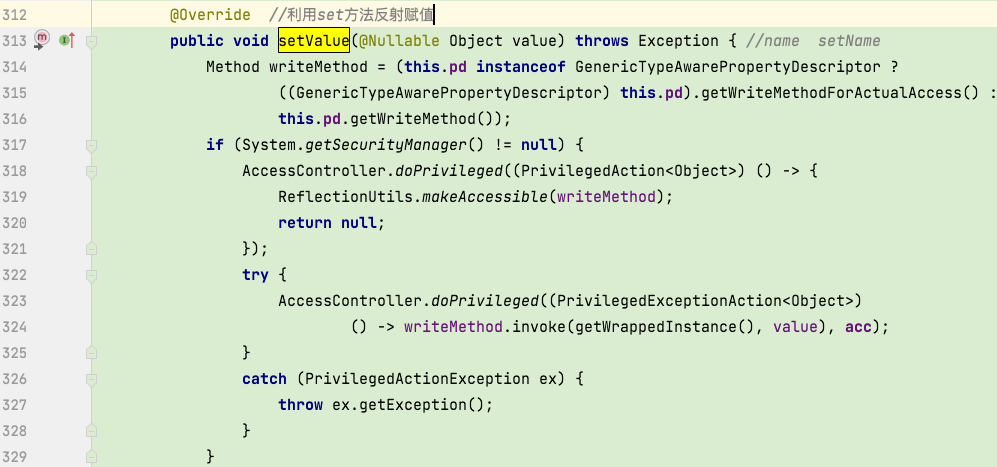 312 @Override //利用set方法反射赋值
313 public void setValue(@Nullable Object value) throws Exception { //name  setName
314 Method writeMethod = (this.pd instanceof GenericTypeAwarePropertyDescriptor ?
315 ((GenericTypeAwarePropertyDescriptor) this.pd).getWriteMethodForActualAccess() :
316 this.pd.getWriteMethod());
317 if (System.getSecurityManager() != null) {
318 AccessController.doPrivileged((PrivilegedAction<Object>) () -> {
319 ReflectionUtils.makeAccessible(writeMethod);
320 return null;
321 });
322 try {
323 AccessController.doPrivileged((PrivilegedExceptionAction<Object>)
324 () -> writeMethod.invoke(getWrappedInstance(), value), acc);
325 }
326 catch (PrivilegedActionException ex) {
327 throw ex.getException();
328 }
329 }